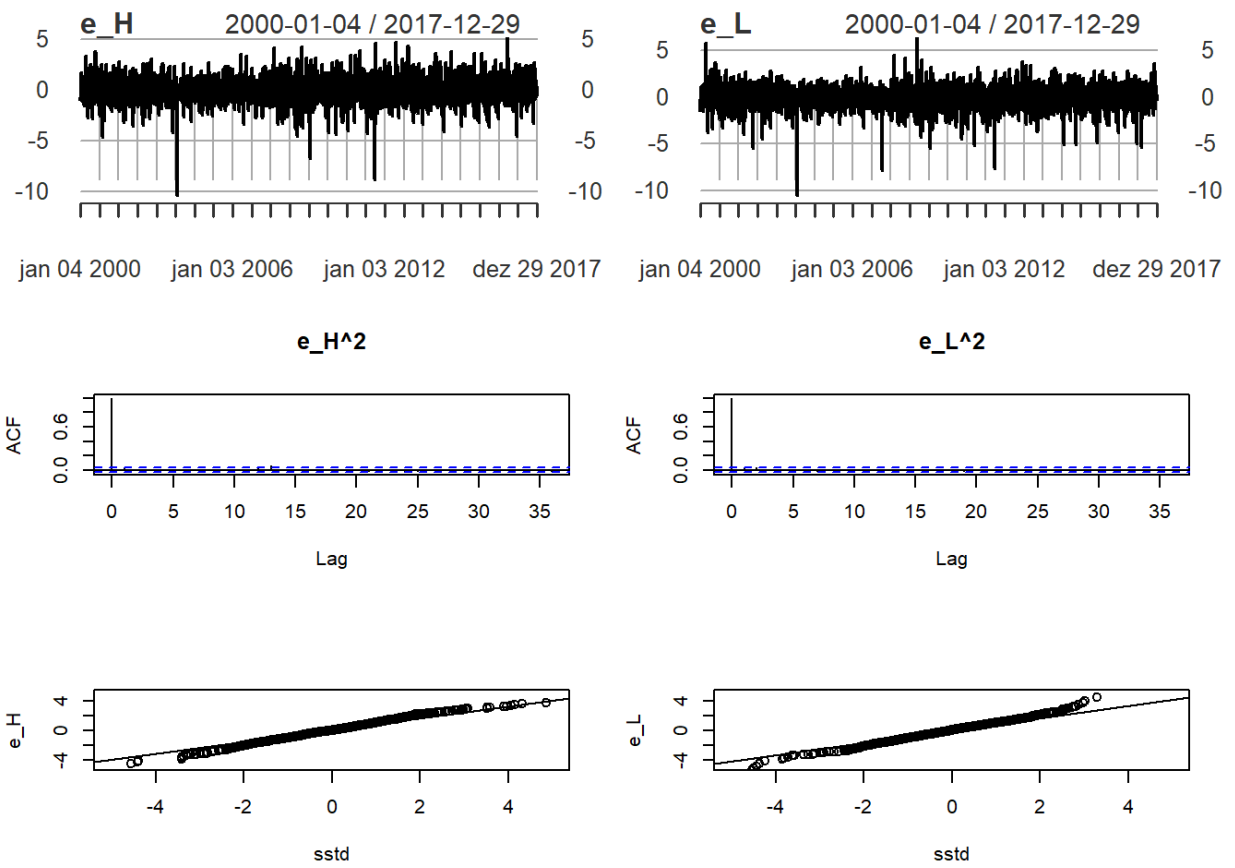 e_H 2000-01-04 / 2017-12-29
5 5
0 0
-5 -5
-10 -10
jan 04 2000 jan 03 2006 jan 03 2012 dez 29 2017
e_L 2000-01-04 / 2017-12-29
5 5
0 0
-5 -5
-10 -10
jan 04 2000 jan 03 2006 jan 03 2012 dez 29 2017
e_H^2
ACF
0.6
0.0
0 5 10 15 20 25 30 35
Lag
e_L^2
ACF
0.6
0.0
0 5 10 15 20 25 30 35
Lag
e_H
4
0
-4
-4 -2 0 2 4
sstd
e_L
4
0
-4
-4 -2 0 2 4
sstd